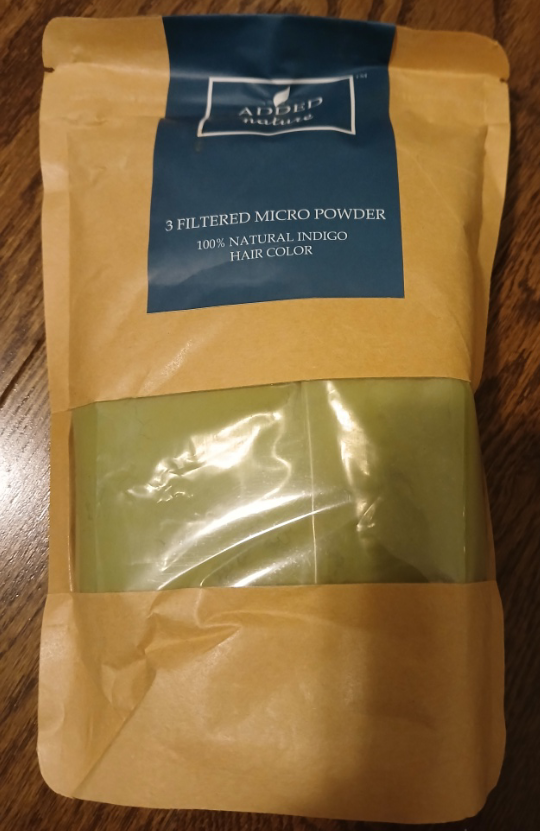 ADDED
nature
TM
3 FILTERED MICRO POWDER
100% NATURAL INDIGO
HAIR COLOR